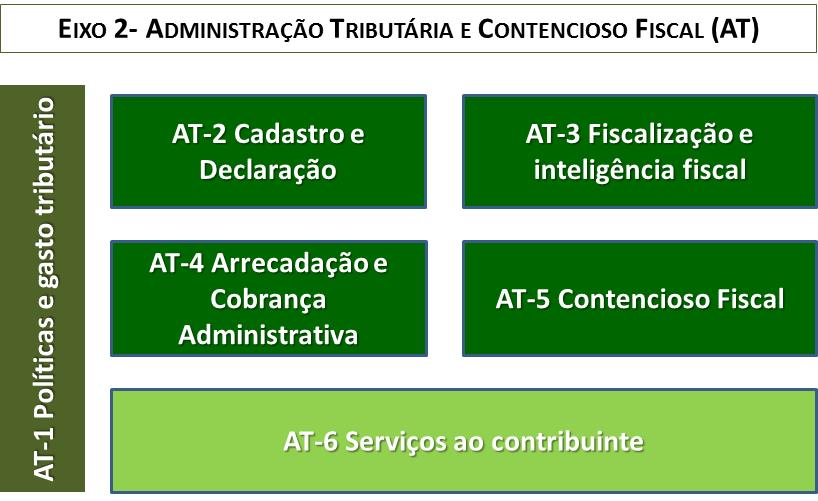 EIXO 2- ADMINISTRAÇÃO TRIBUTÁRIA E CONTENCIOSO FISCAL (AT)
AT-1 Políticas e gasto tributário
AT-2 Cadastro e
Declaração
AT-3 Fiscalização e
inteligência fiscal
AT-4 Arrecadação e
Cobrança
Administrativa
AT-5 Contencioso Fiscal
AT-6 Serviços ao contribuinte